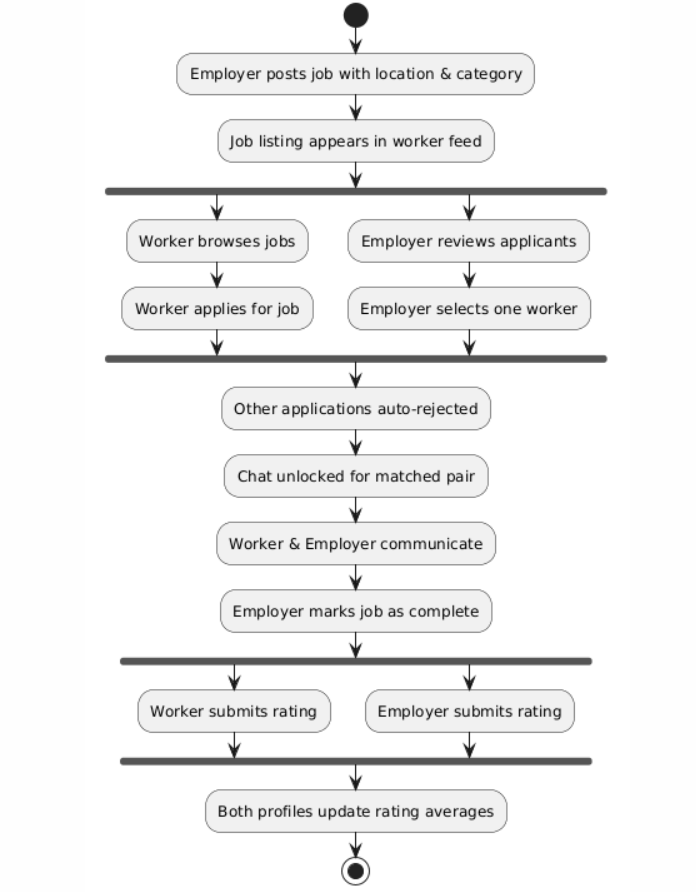 Employer posts job with location & category
Job listing appears in worker feed
Worker browses jobs
Employer reviews applicants
Worker applies for job
Employer selects one worker
Other applications auto-rejected
Chat unlocked for matched pair
Worker & Employer communicate
Employer marks job as complete
Worker submits rating
Employer submits rating
Both profiles update rating averages